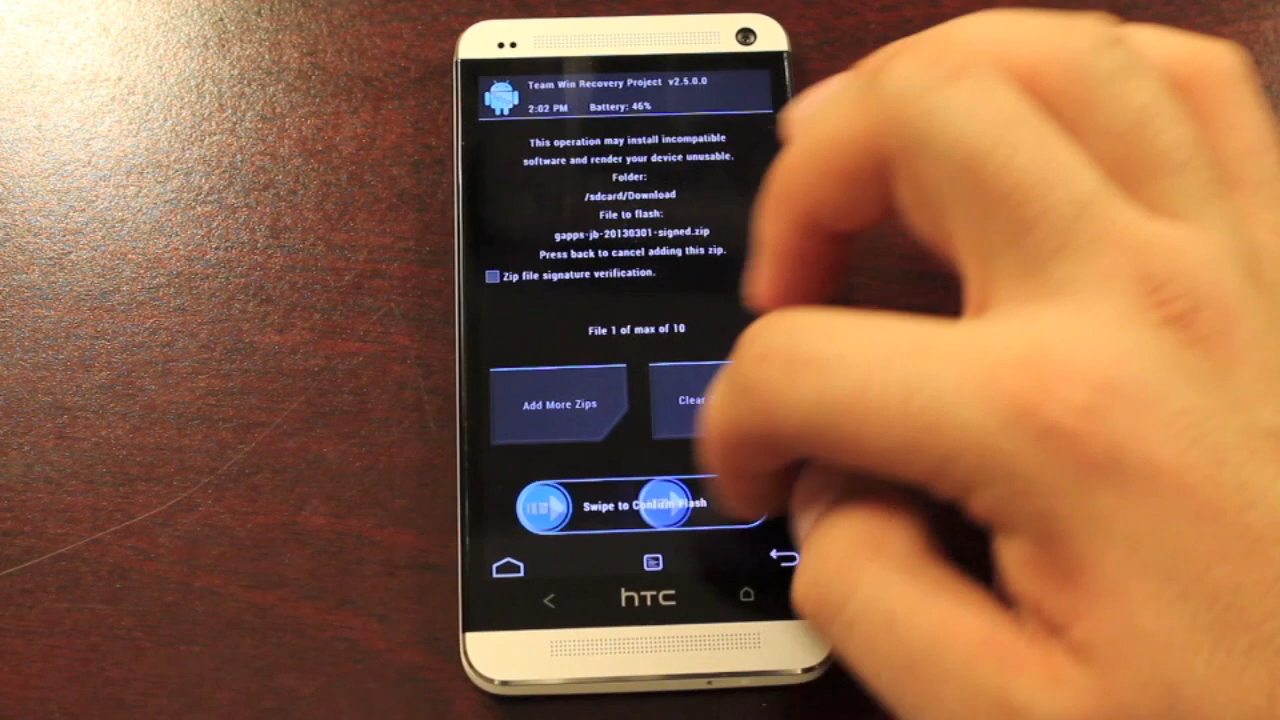 Team Win Recovery Project v2.5.0.0
2:02 PM Battery: 46%
This operation may install incompatible
software and render your device unusable.
Folder:
/sdcard/Download
File to flash:
gapps-jb-20130301-signed.zip
Press back to cancel adding this zip.
Zip file signature verification.
File 1 of max of 10
Add More Zips
Clear
Swipe to Confirm Flash
hTC